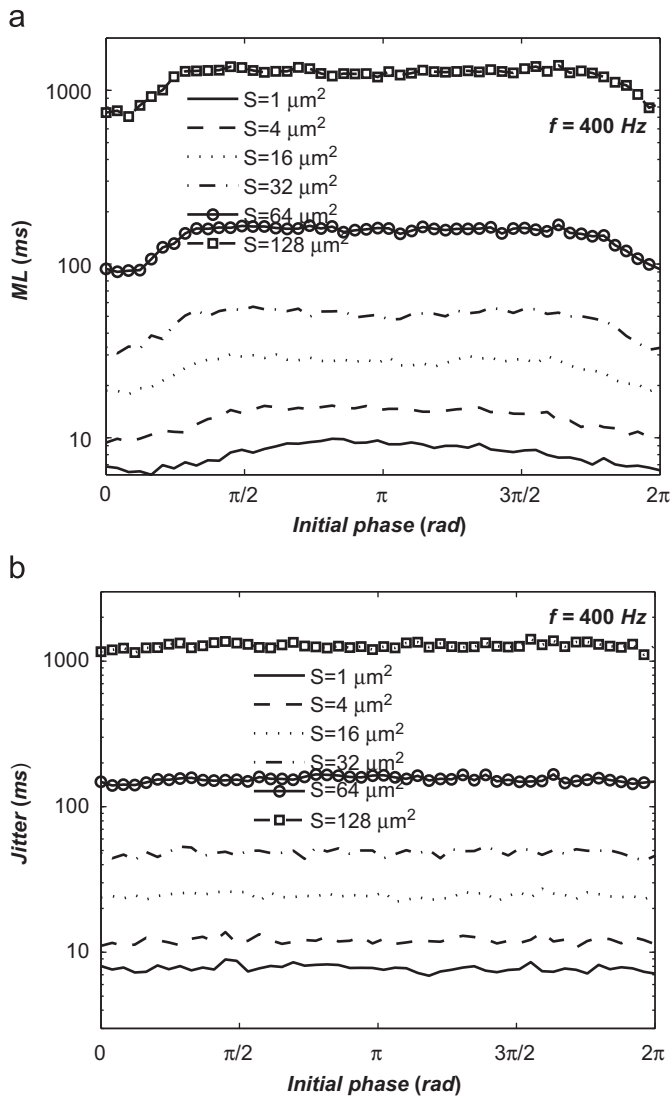 a
1000
100
10
ML (ms)
S=1 μm²
S=4 μm²
S=16 μm²
S=32 μm²
S=64 μm²
S=128 μm²
f = 400 Hz
0
π/2
π
3π/2
2π
Initial phase (rad)
b
1000
100
10
Jitter (ms)
f = 400 Hz
S=1 μm²
S=4 μm²
S=16 μm²
S=32 μm²
S=64 μm²
S=128 μm²
0
π/2
π
3π/2
2π
Initial phase (rad)